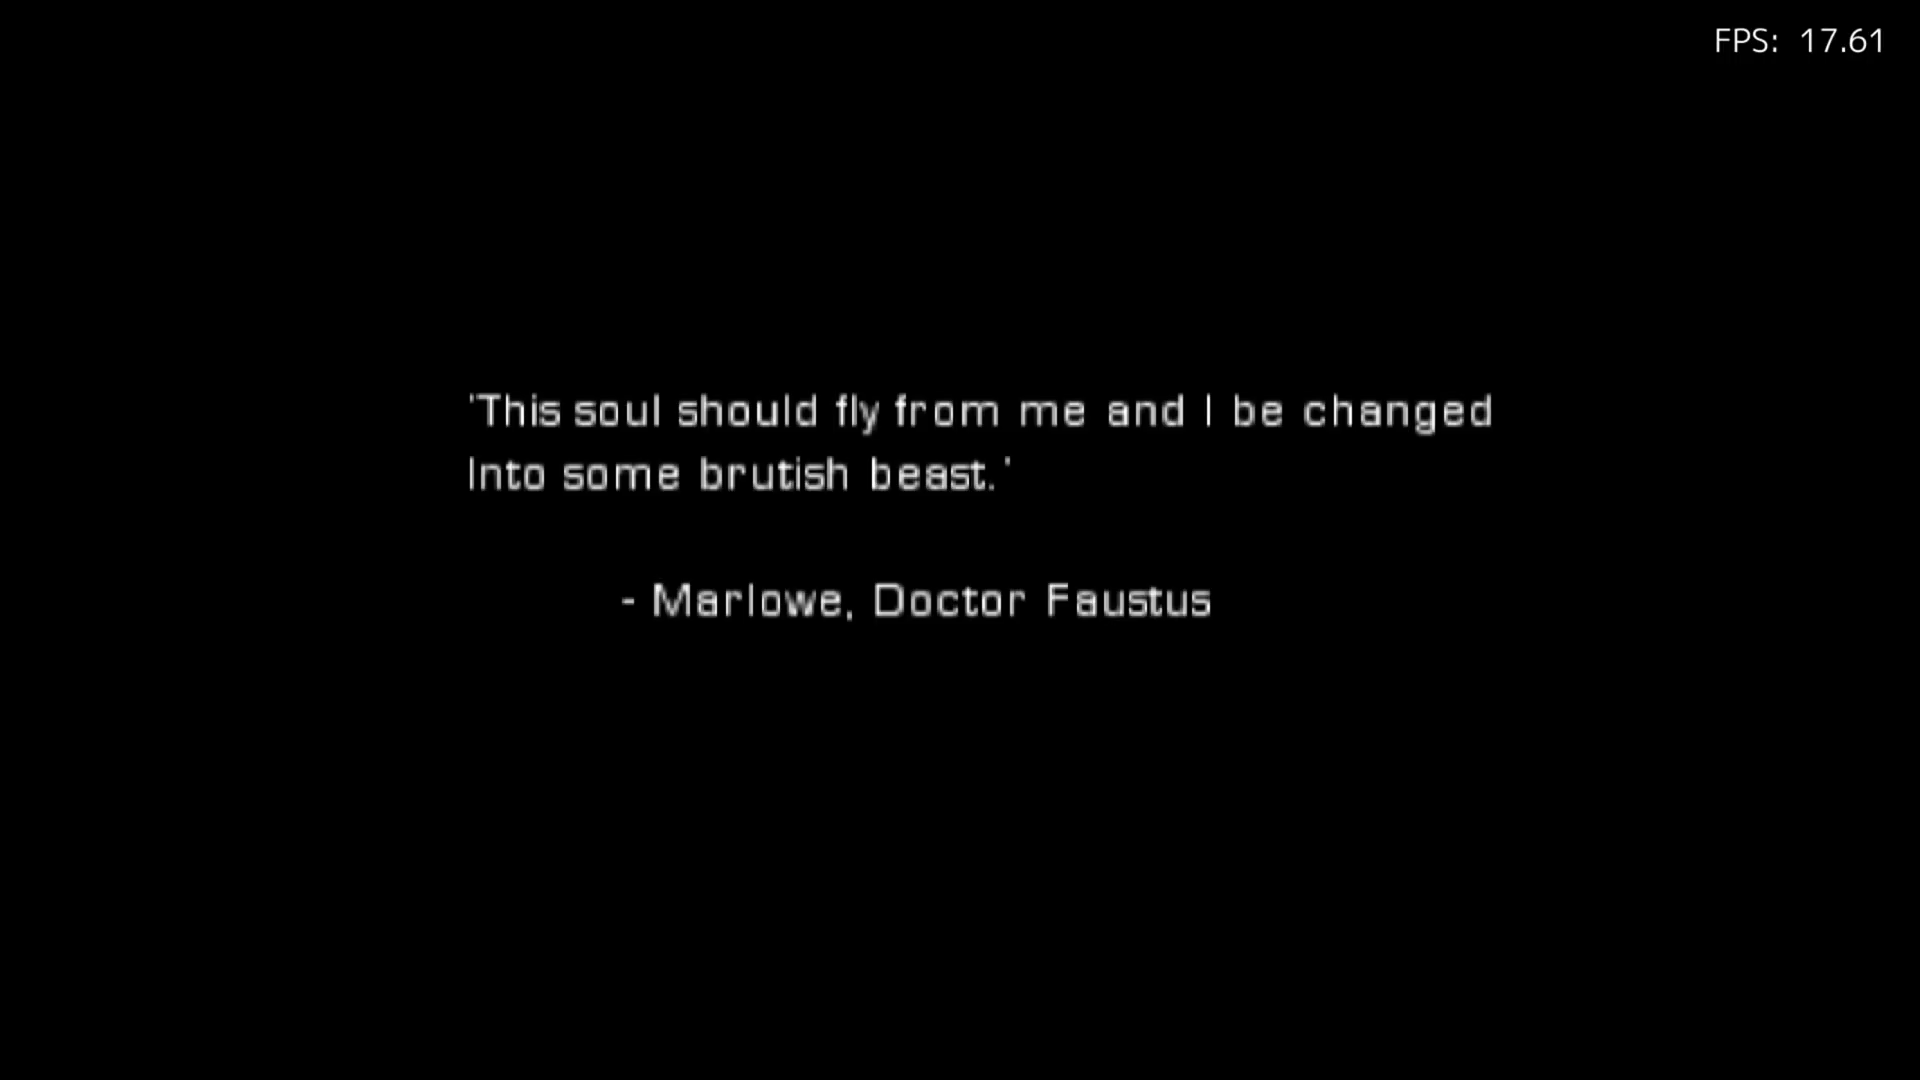 FPS: 17.61
'This soul should fly from me and I be changed
Into some brutish beast.'
- Marlowe, Doctor Faustus